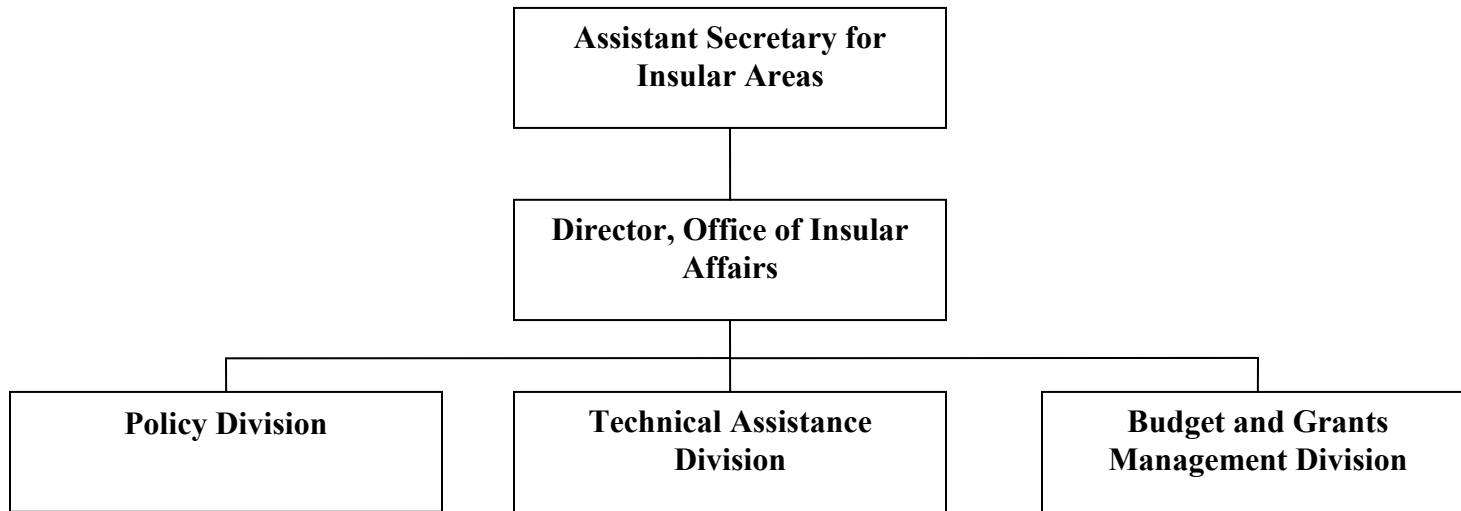 Assistant Secretary for
Insular Areas
Director, Office of Insular
Affairs
Policy Division
Technical Assistance
Division
Budget and Grants
Management Division